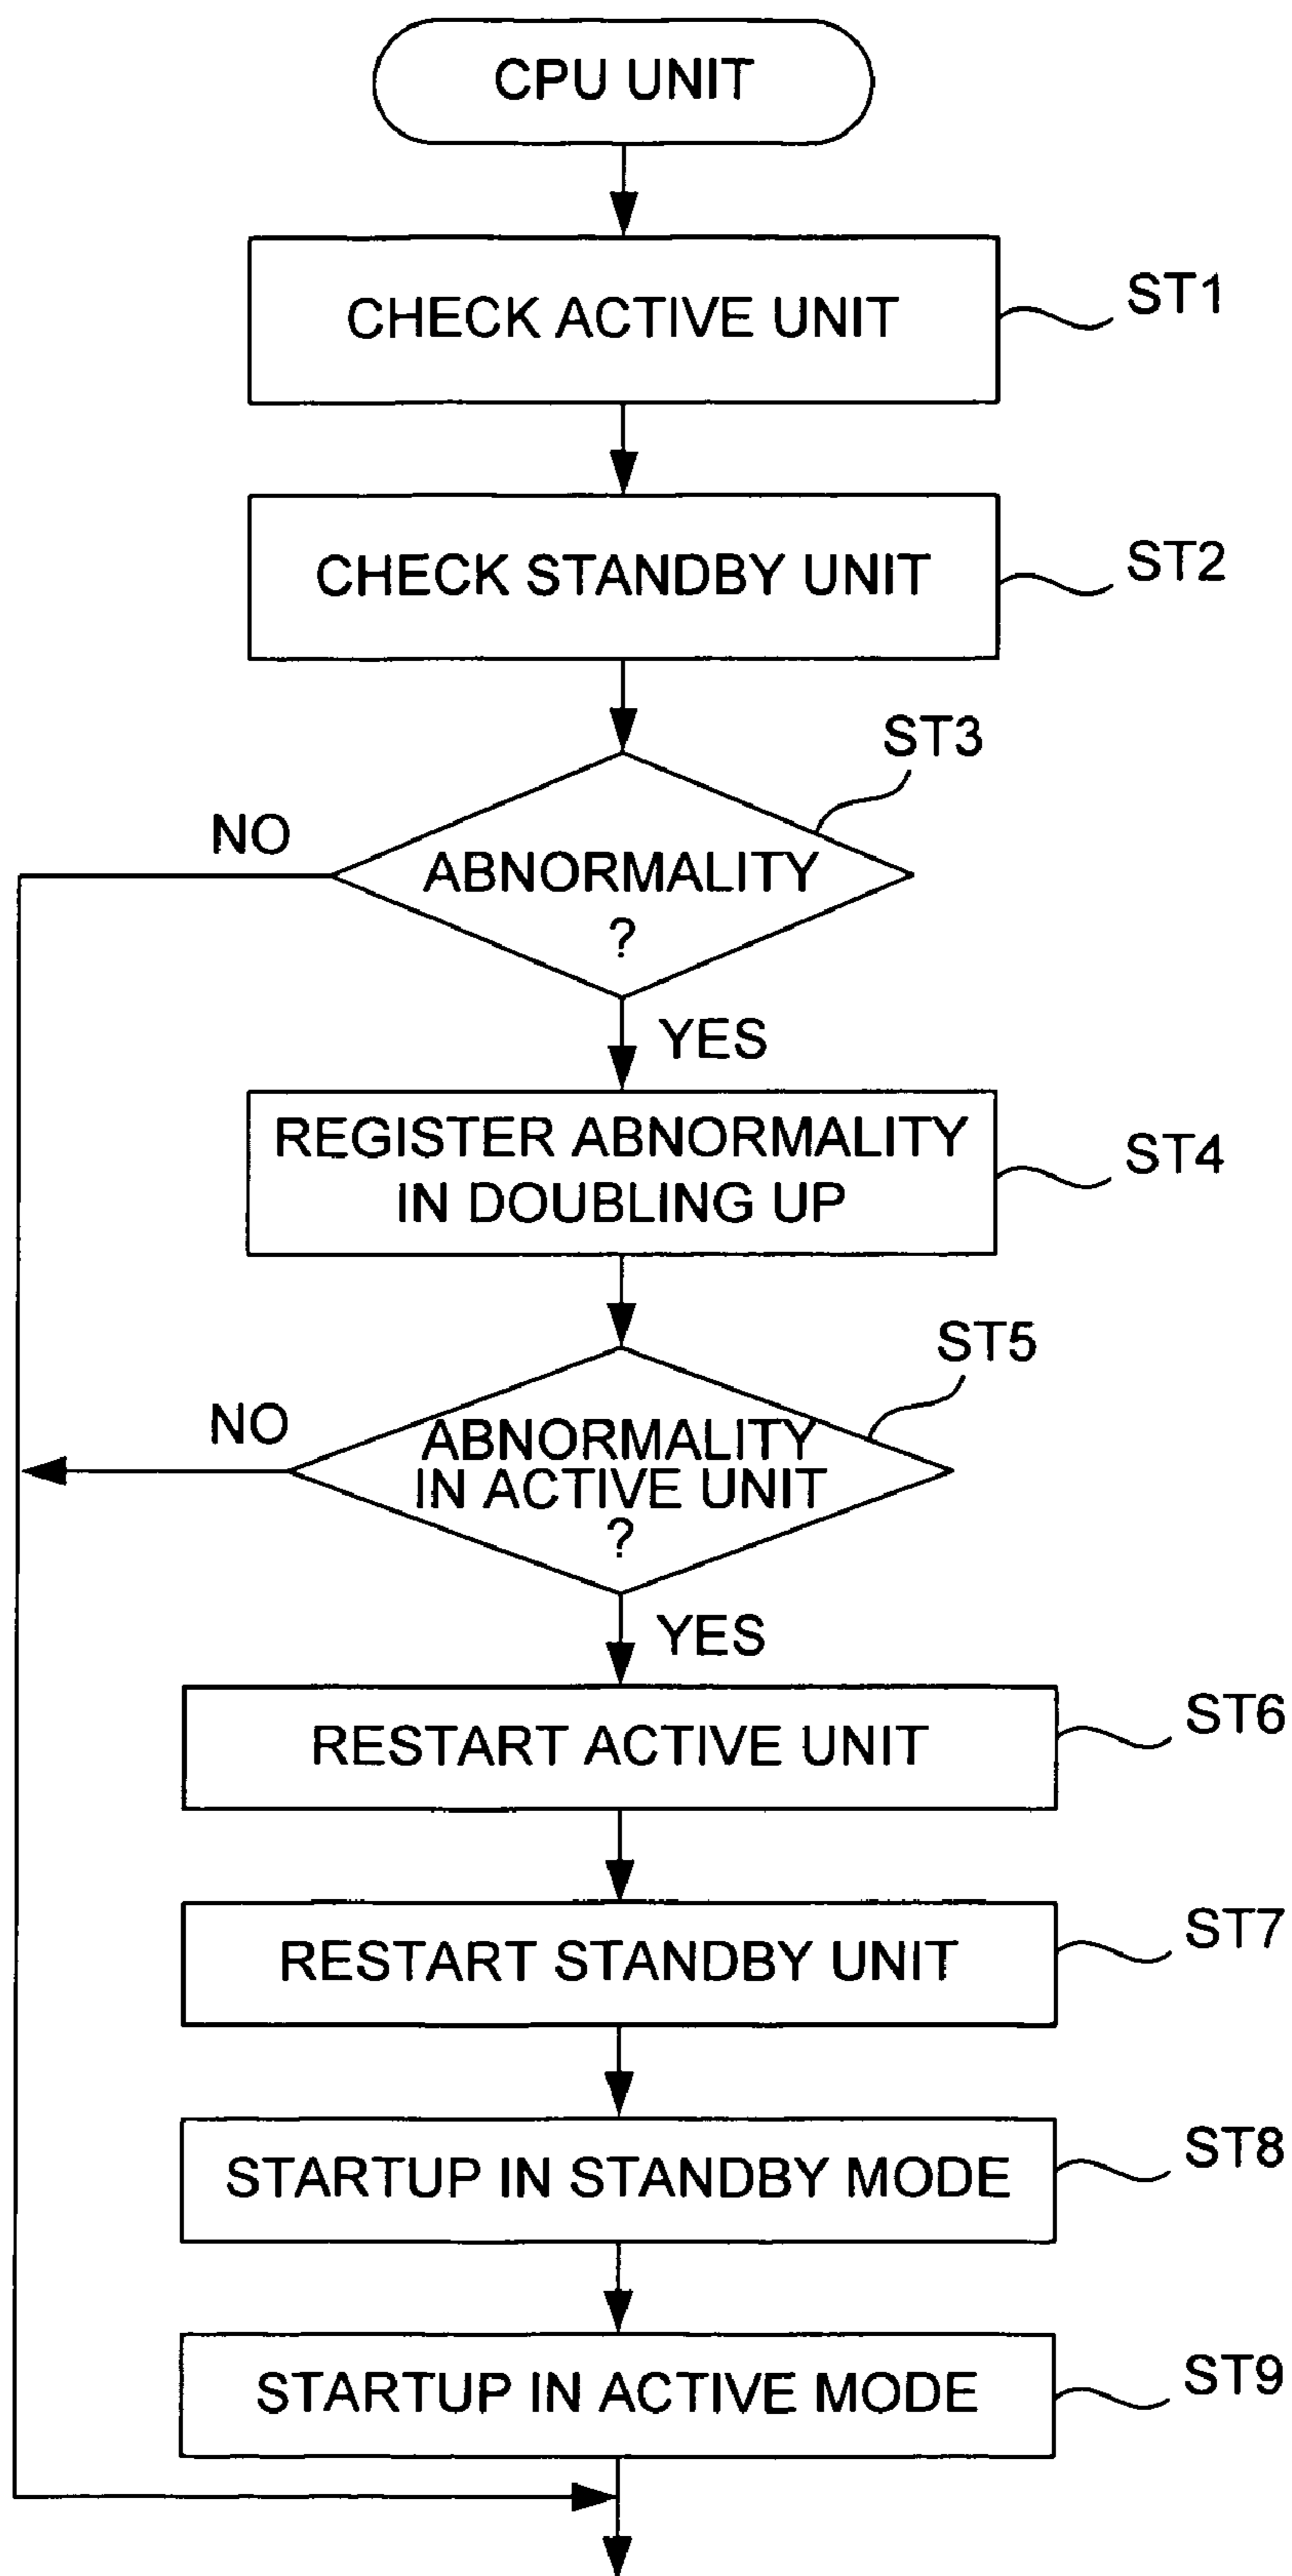 CPU UNIT
CHECK ACTIVE UNIT
ST1
CHECK STANDBY UNIT
ST2
ST3
NO
ABNORMALITY
?
YES
REGISTER ABNORMALITY
IN DOUBLING UP
ST4
ST5
NO
ABNORMALITY
IN ACTIVE UNIT
?
YES
RESTART ACTIVE UNIT
ST6
RESTART STANDBY UNIT
ST7
STARTUP IN STANDBY MODE
ST8
STARTUP IN ACTIVE MODE
ST9